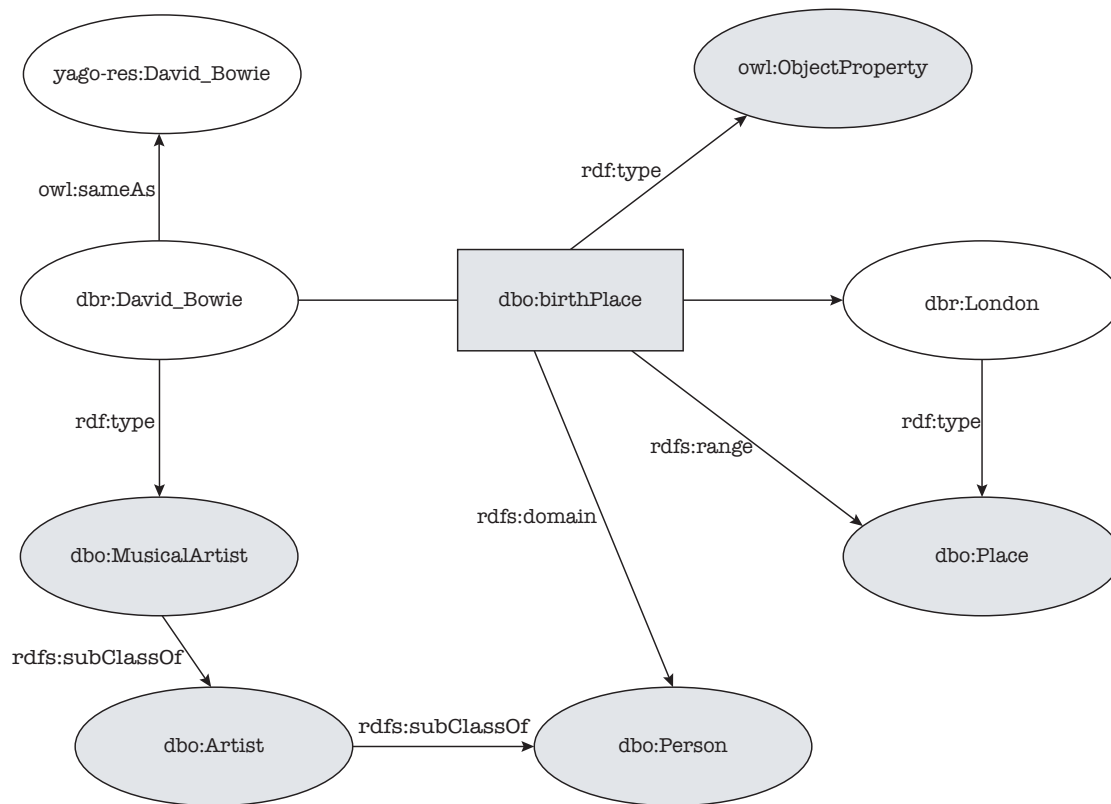 owl:ObjectProperty
yago-res:David_Bowie
rdf:type
owl:sameAs
dbr:David_Bowie
dbo:birthPlace
dbr:London
rdf:type
rdf:type
rdfs:range
rdfs:domain
dbo:MusicalArtist
dbo:Place
rdfs:subClassOf
rdfs:subClassOf
dbo:Artist
dbo:Person